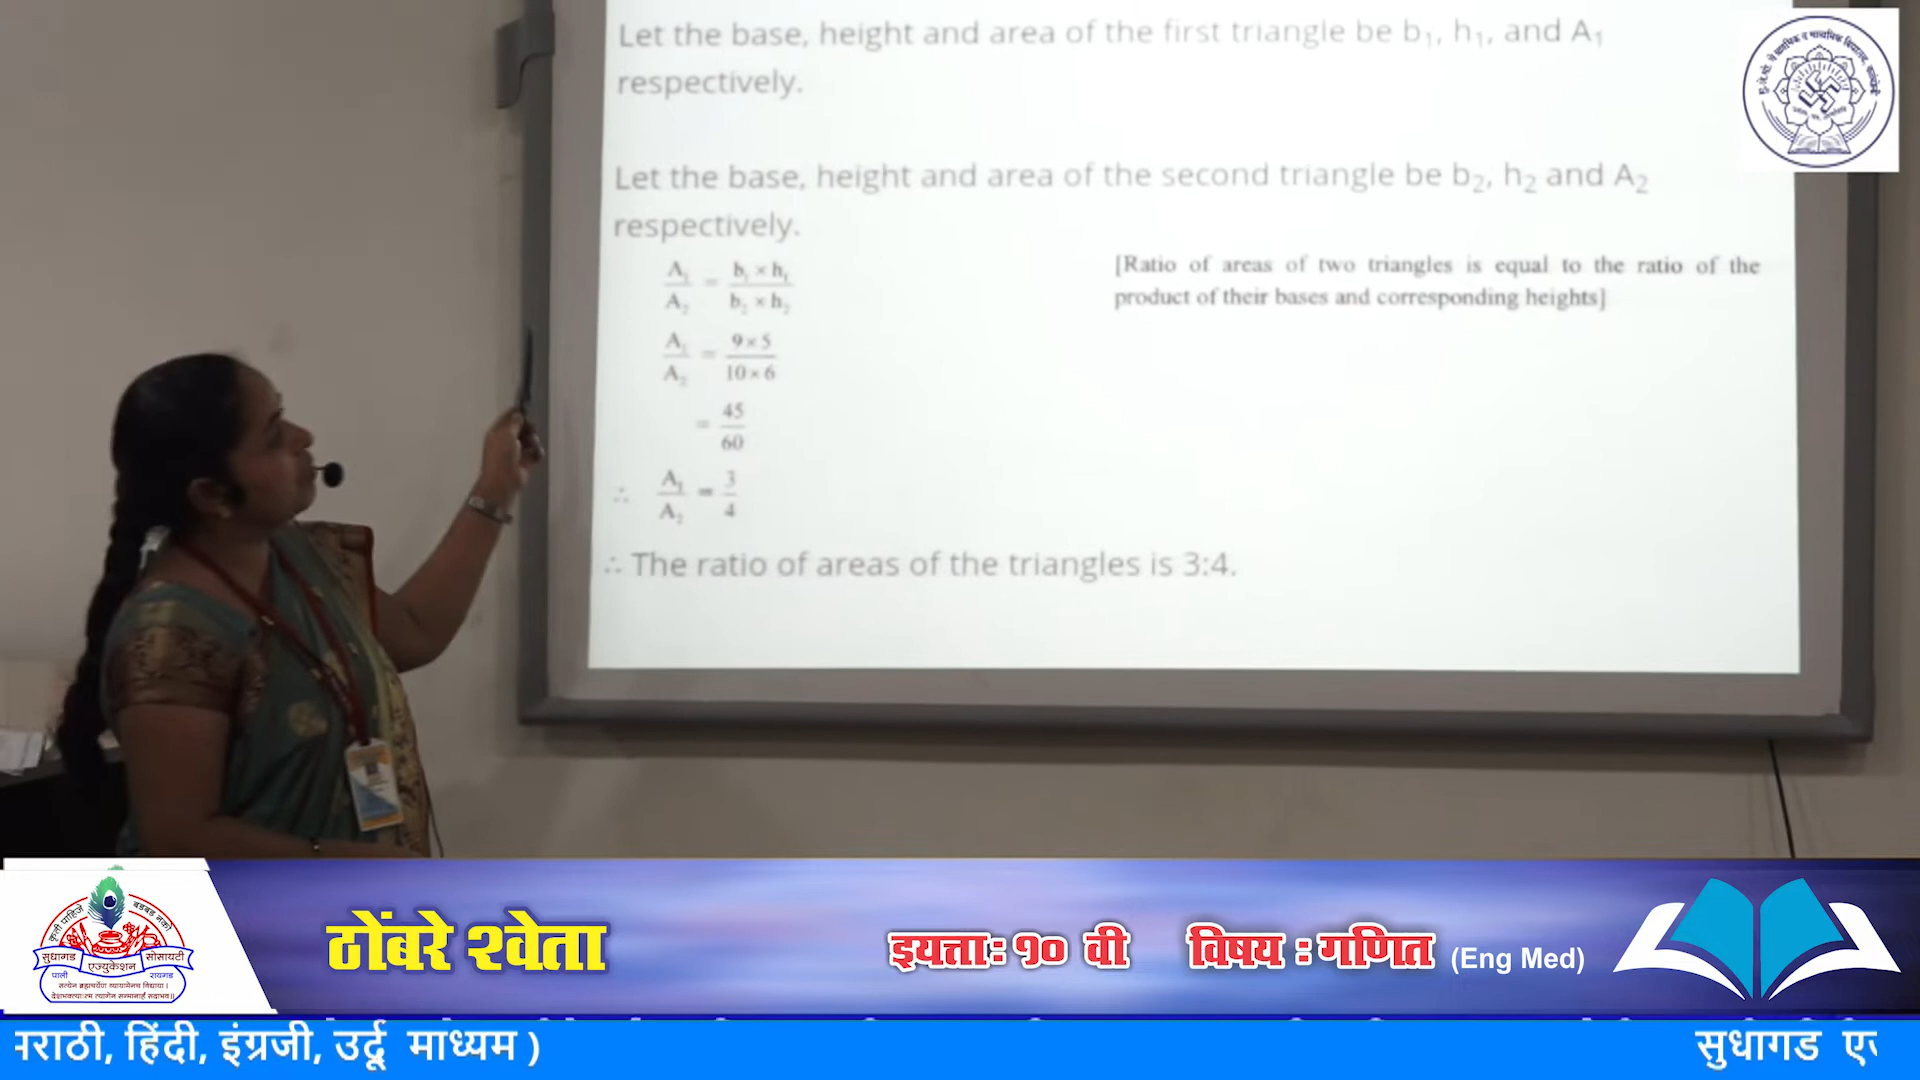 Let the base, height and area of the first triangle be b₁, h₁, and A₁
respectively.
Let the base, height and area of the second triangle be b₂, h₂ and A₂
respectively.
A₁/A₂ = b₁ × h₁/b₂ × h₂
[Ratio of areas of two triangles is equal to the ratio of the
product of their bases and corresponding heights]
A₁/A₂ = 9 × 5/10 × 6
= 45/60
∴ A₁/A₂ = 3/4
∴ The ratio of areas of the triangles is 3:4.
कृती पाहिजे बडबड नको
सुधागड सोसायटी
एज्युकेशन
पाली रायगड
ठोंबरे श्वेता
इयत्ता: १० वी विषय : गणित (Eng Med)
मराठी, हिंदी, इंग्रजी, उर्दू माध्यम )
सुधागड ए